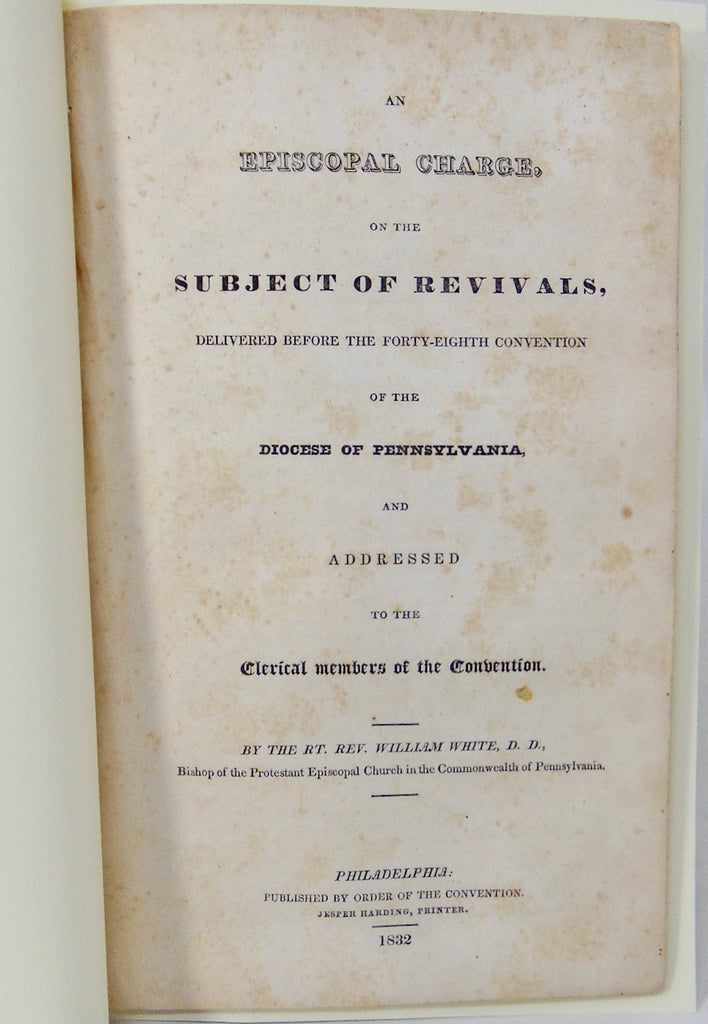 AN
EPISCOPAL CHARGE,
ON THE
SUBJECT OF REVIVALS,
DELIVERED BEFORE THE FORTY-EIGHTH CONVENTION
OF THE
DIOCESE OF PENNSYLVANIA,
AND
ADDRESSED
TO THE
Clerical members of the Convention.
BY THE RT. REV. WILLIAM WHITE, D. D.,
Bishop of the Protestant Episcopal Church in the Commonwealth of Pennsylvania.
PHILADELPHIA:
PUBLISHED BY ORDER OF THE CONVENTION.
JESPER HARDING, PRINTER.
1832